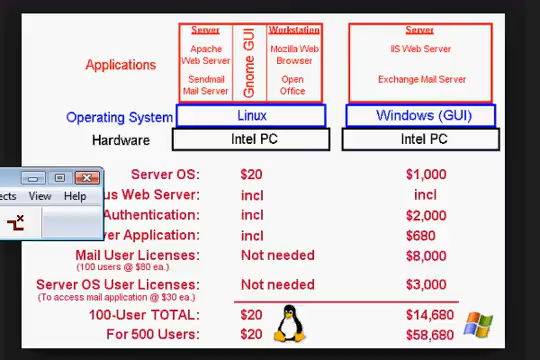 Server Workstation Server
Apache Mozilla Web IIS Web Server
Web Server Browser
Gnome GUI
Applications
Sendmail Open Exchange Mail Server
Mail Server Office
Operating System Linux Windows (GUI)
Hardware Intel PC Intel PC
Server OS: $20 $1,000
us Web Server: incl incl
ects View Help
Authentication: incl $2,000
ver Application: incl $680
Mail User Licenses: Not needed $8,000
(100 users @ $80 ea.)
Server OS User Licenses: Not needed $3,000
(To access mail application @ $30 ea.)
100-User TOTAL: $20 $14,680
For 500 Users: $20 $58,680